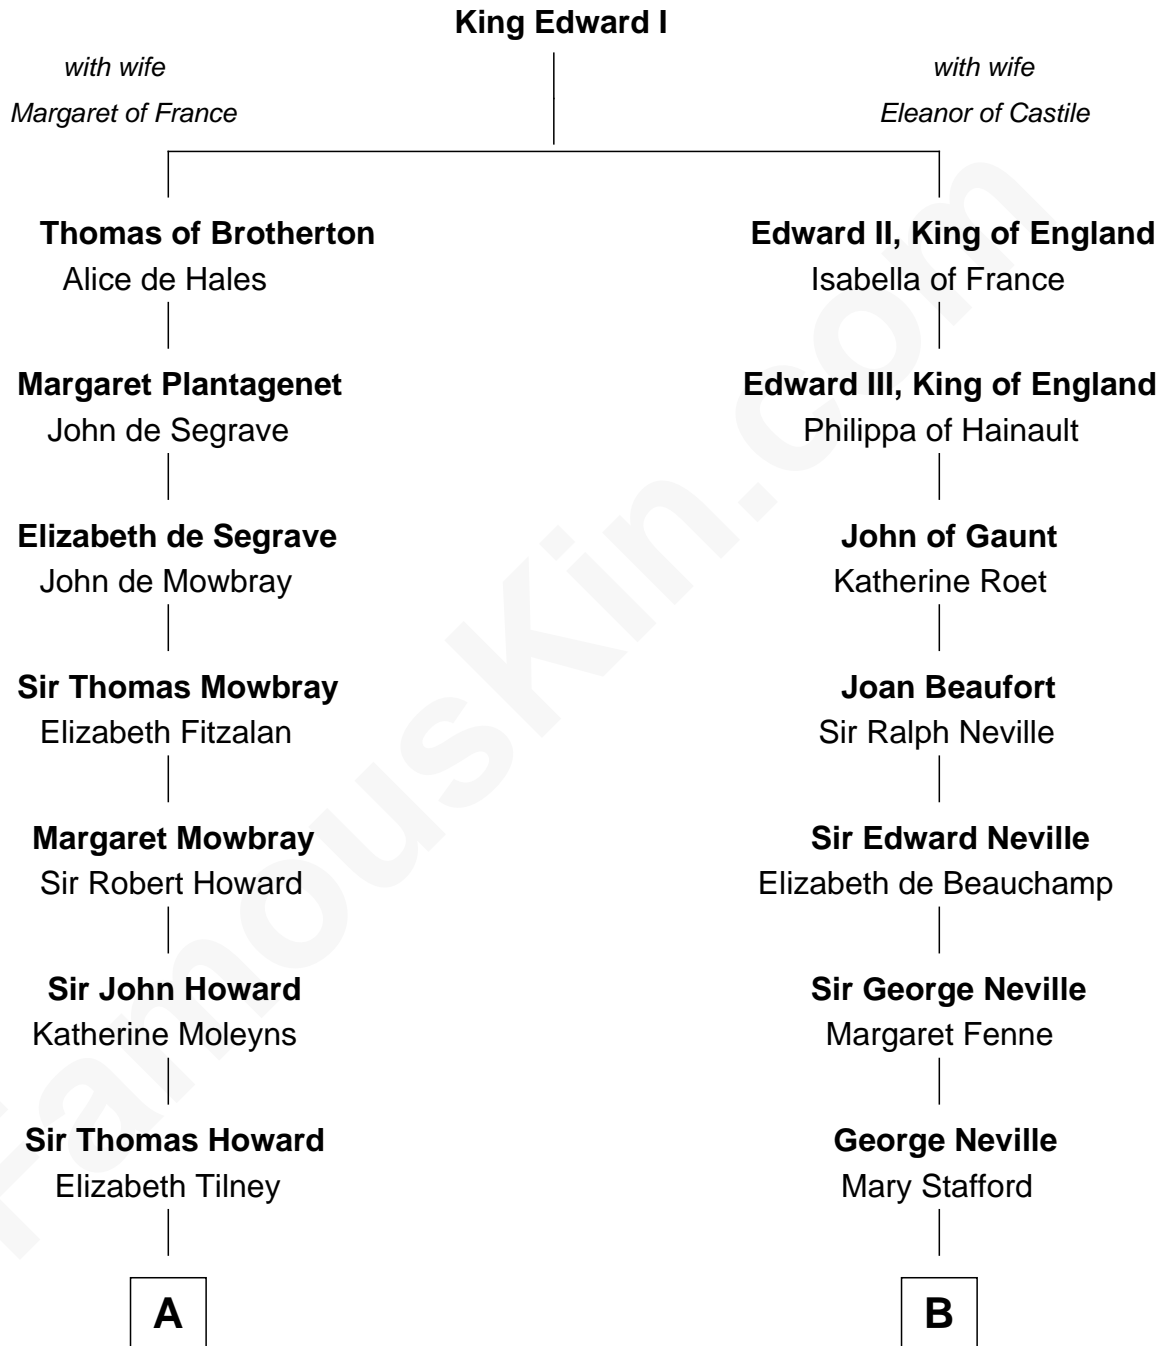 King Edward I
with wife
Margaret of France
with wife
Eleanor of Castile
Thomas of Brotherton
Alice de Hales
Edward II, King of England
Isabella of France
Margaret Plantagenet
John de Segrave
Edward III, King of England
Philippa of Hainault
Elizabeth de Segrave
John de Mowbray
John of Gaunt
Katherine Roet
Sir Thomas Mowbray
Elizabeth Fitzalan
Joan Beaufort
Sir Ralph Neville
Margaret Mowbray
Sir Robert Howard
Sir Edward Neville
Elizabeth de Beauchamp
Sir John Howard
Katherine Moleyns
Sir George Neville
Margaret Fenne
Sir Thomas Howard
Elizabeth Tilney
George Neville
Mary Stafford
A
B
FamousKin.com